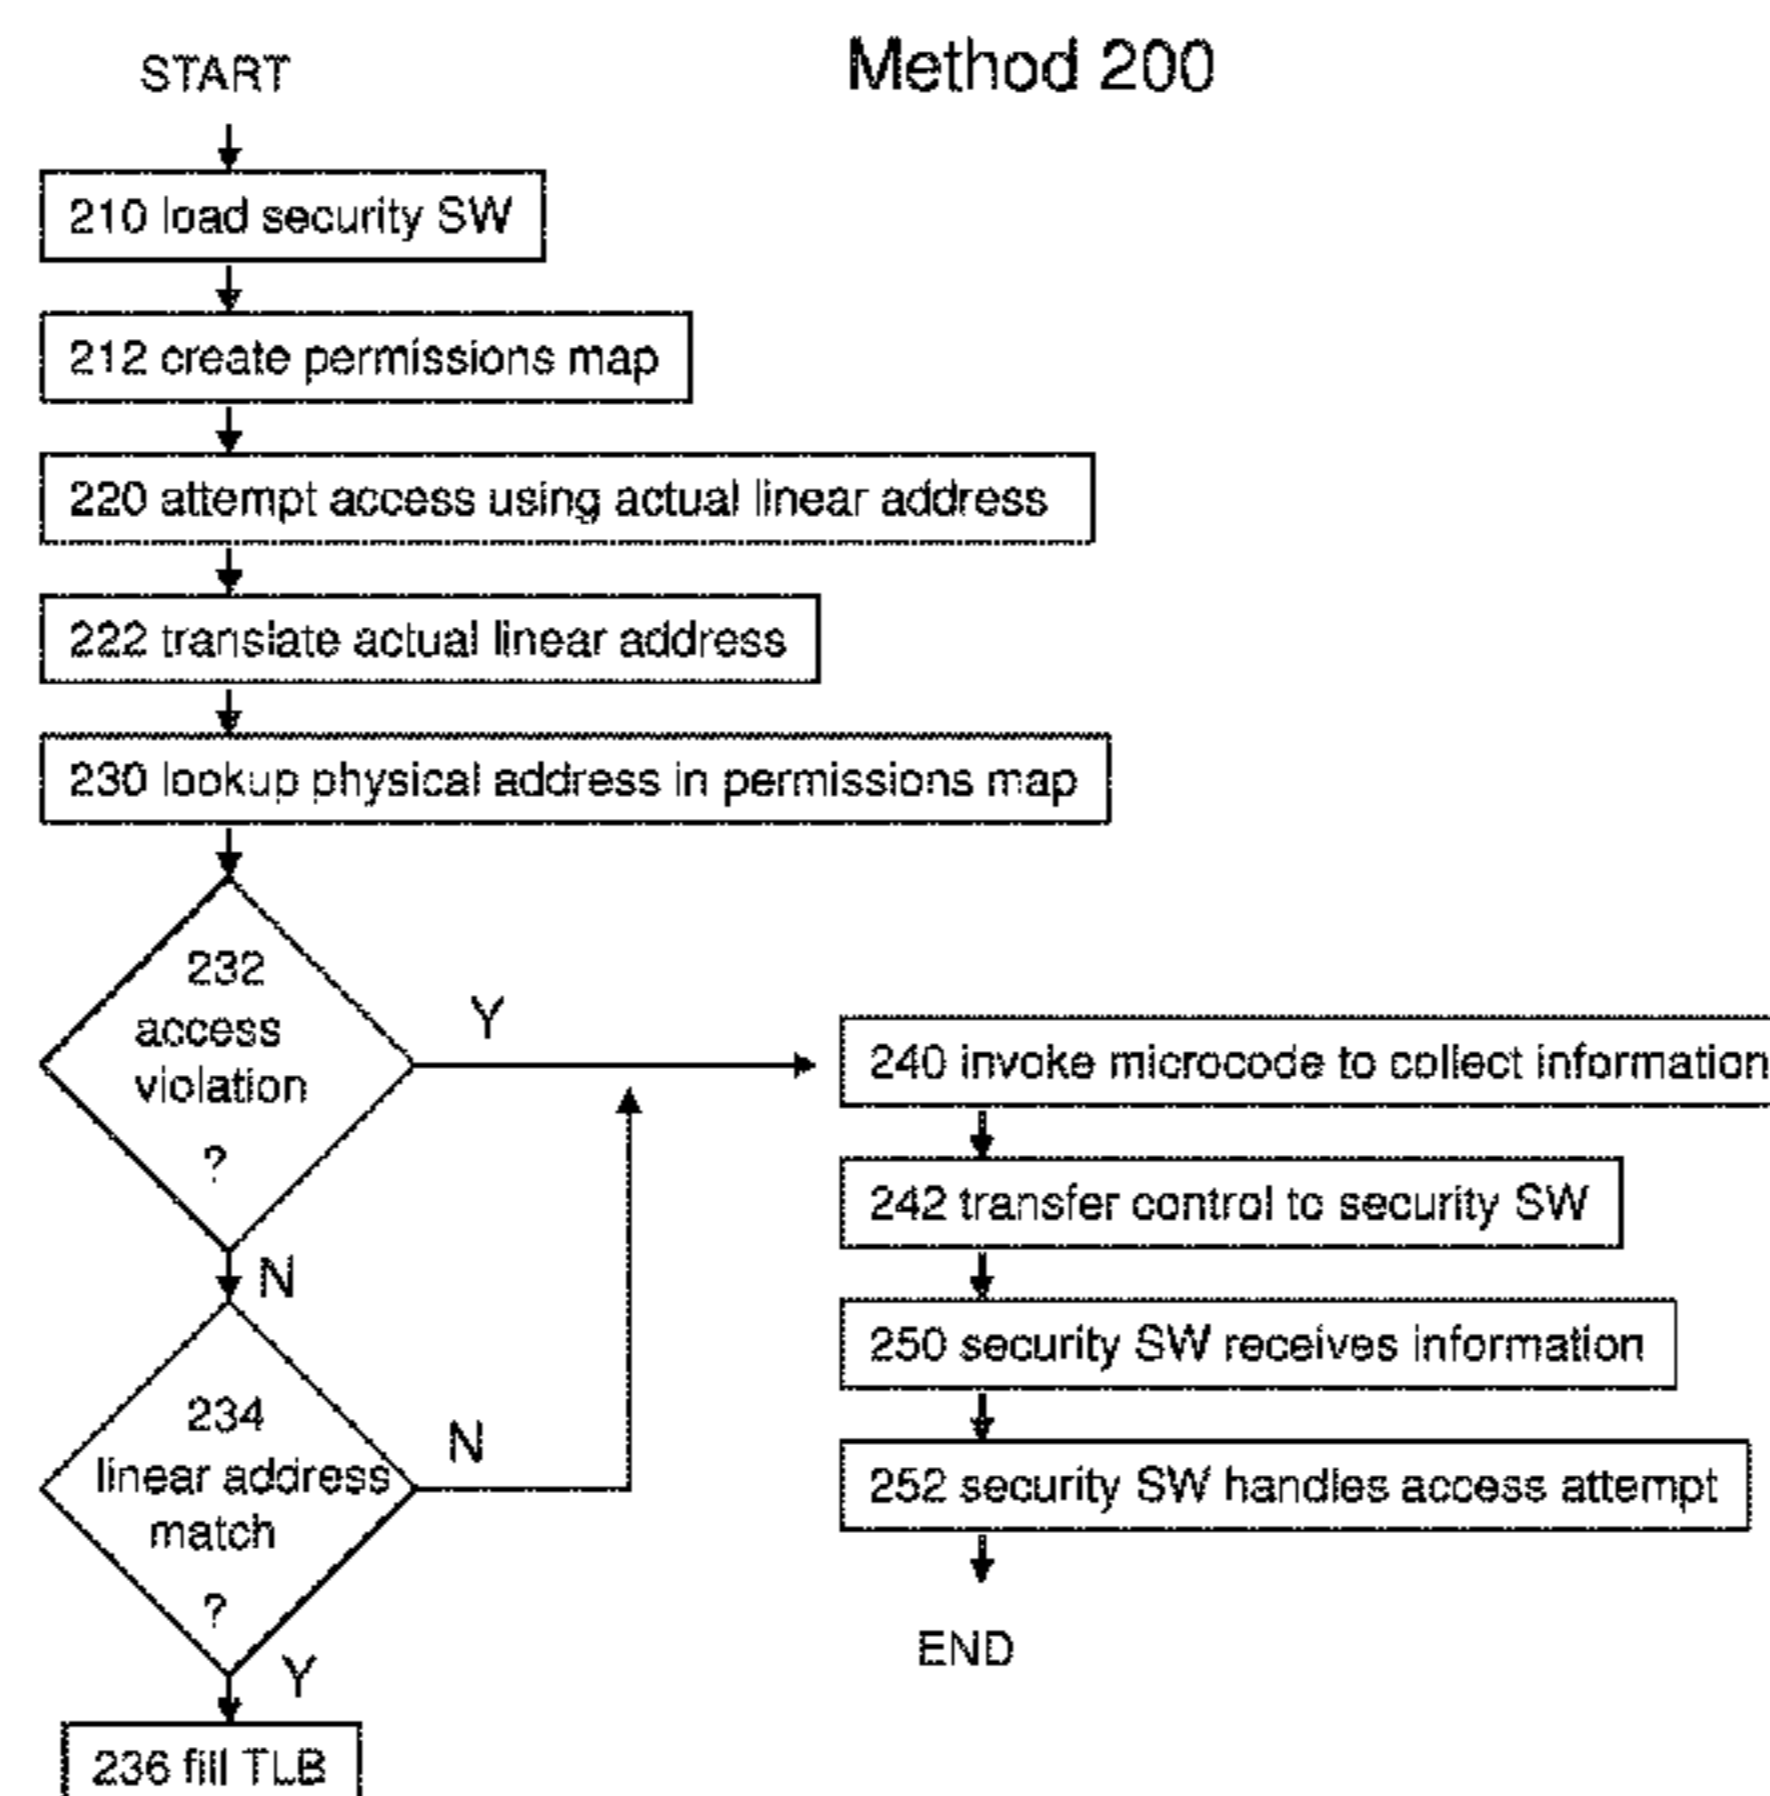 Method 200
START
210 load security SW
212 create permissions map
220 attempt access using actual linear address
222 translate actual linear address
230 lookup physical address in permissions map
232
access
violation
?
Y
N
234
linear address
match
?
N
Y
236 fill TLB
240 invoke microcode to collect information
242 transfer control to security SW
250 security SW receives information
252 security SW handles access attempt
END